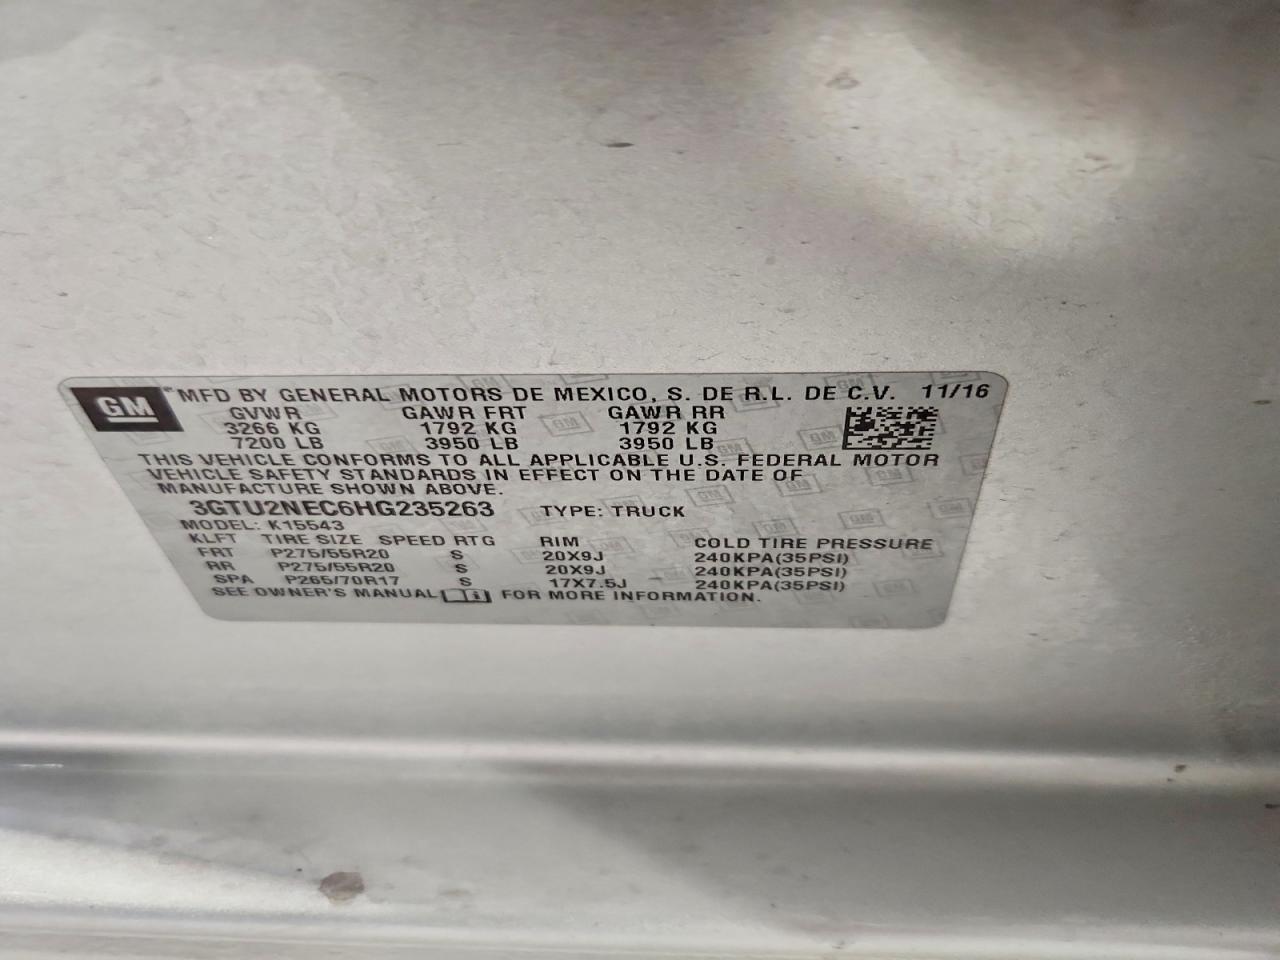 GM MFD BY GENERAL MOTORS DE MEXICO, S. DE R.L. DE C.V. 11/16
GVWR GAWR FRT GAWR RR
3266 KG 1792 KG 1792 KG
7200 LB 3950 LB 3950 LB
THIS VEHICLE CONFORMS TO ALL APPLICABLE U.S. FEDERAL MOTOR
VEHICLE SAFETY STANDARDS IN EFFECT ON THE DATE OF
MANUFACTURE SHOWN ABOVE.
3GTU2NEC6HG235263 TYPE: TRUCK
MODEL: K15543
KLFT TIRE SIZE SPEED RTG RIM COLD TIRE PRESSURE
FRT P275/55R20 S 20X9J 240KPA(35PSI)
RR P275/55R20 S 20X9J 240KPA(35PSI)
SPA P265/70R17 S 17X7.5J 240KPA(35PSI)
SEE OWNER'S MANUAL i FOR MORE INFORMATION.